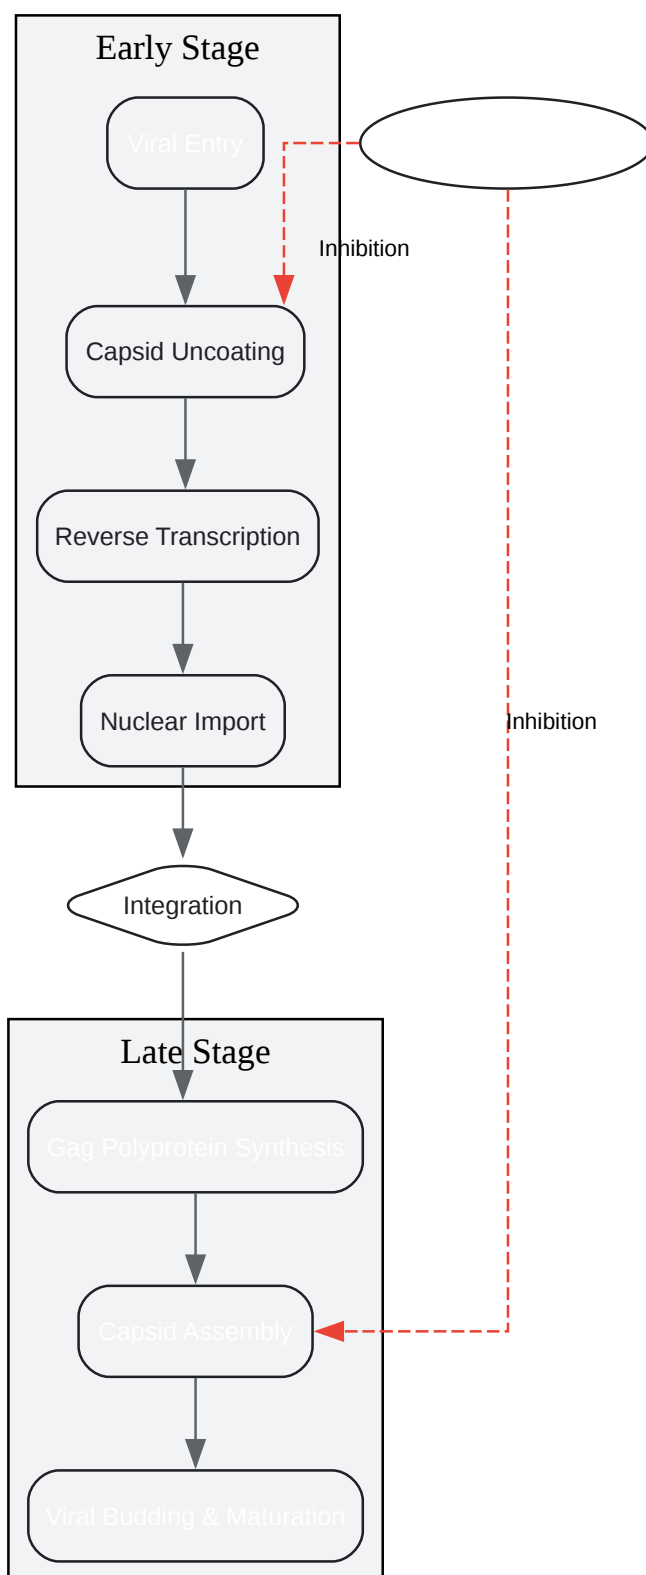 Early Stage
Viral Entry
Inhibition
Capsid Uncoating
Reverse Transcription
Nuclear Import
Inhibition
Integration
Late Stage
Gag Polyprotein Synthesis
Capsid Assembly
Viral Budding & Maturation